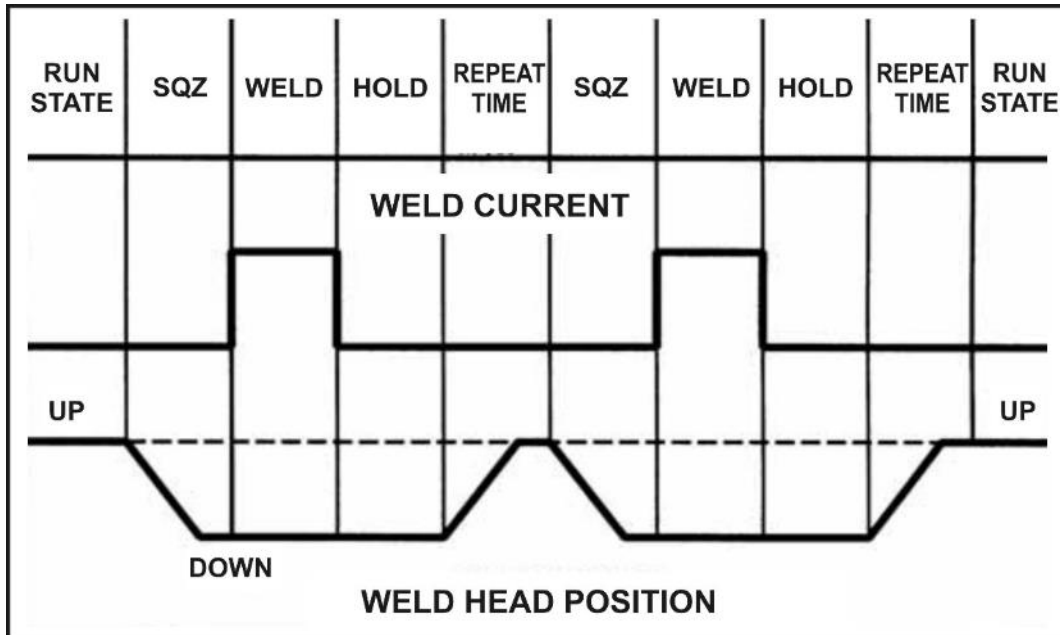 RUN STATE
SQZ
WELD
HOLD
REPEAT TIME
SQZ
WELD
HOLD
REPEAT TIME
RUN STATE
WELD CURRENT
UP
UP
DOWN
WELD HEAD POSITION